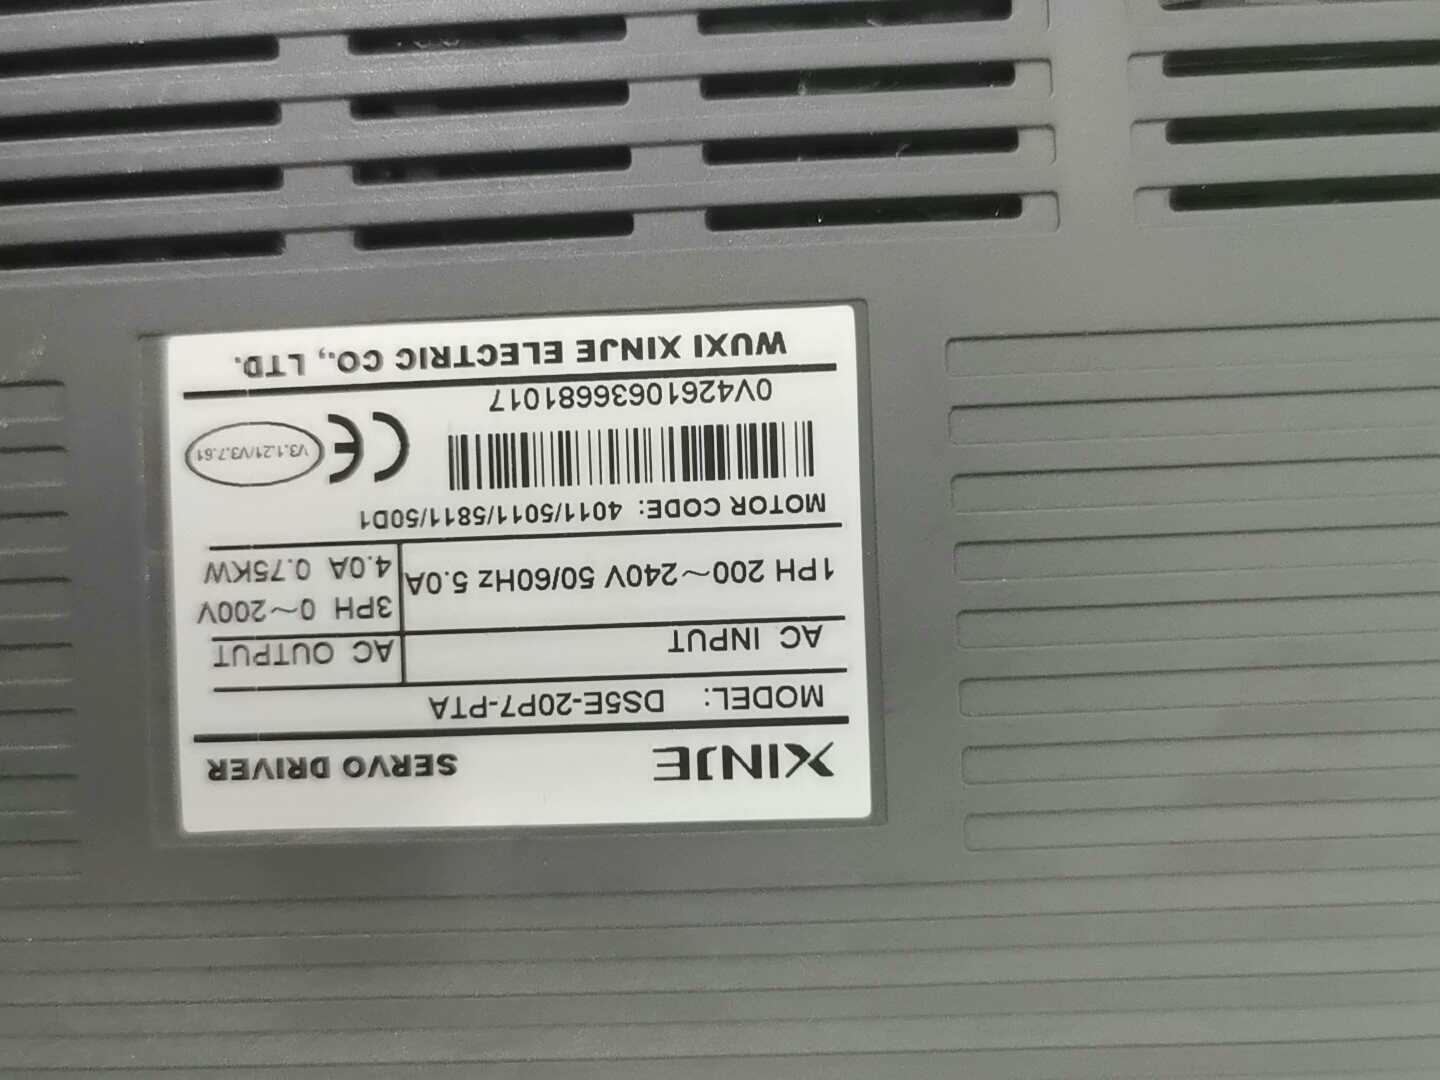 XINJE SERVO DRIVER
MODEL: DS5E-20P7-PTA
AC INPUT AC OUTPUT
1PH 200～240V 50/60Hz 5.0A 3PH 0～200V
4.0A 0.75KW
MOTOR CODE: 4011/5011/5811/50D1
CE V3.1.21/V3.7.61
0V42610636681017
WUXI XINJE ELECTRIC CO., LTD.